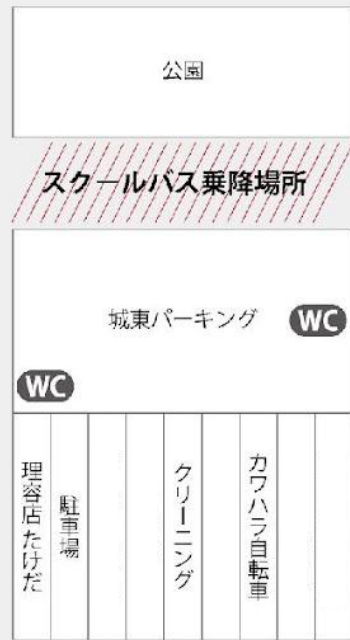 公園
スクールバス乗降場所
城東パーキング
WC
WC
理容店たけだ
駐車場
クリーニング
カワハラ自転車